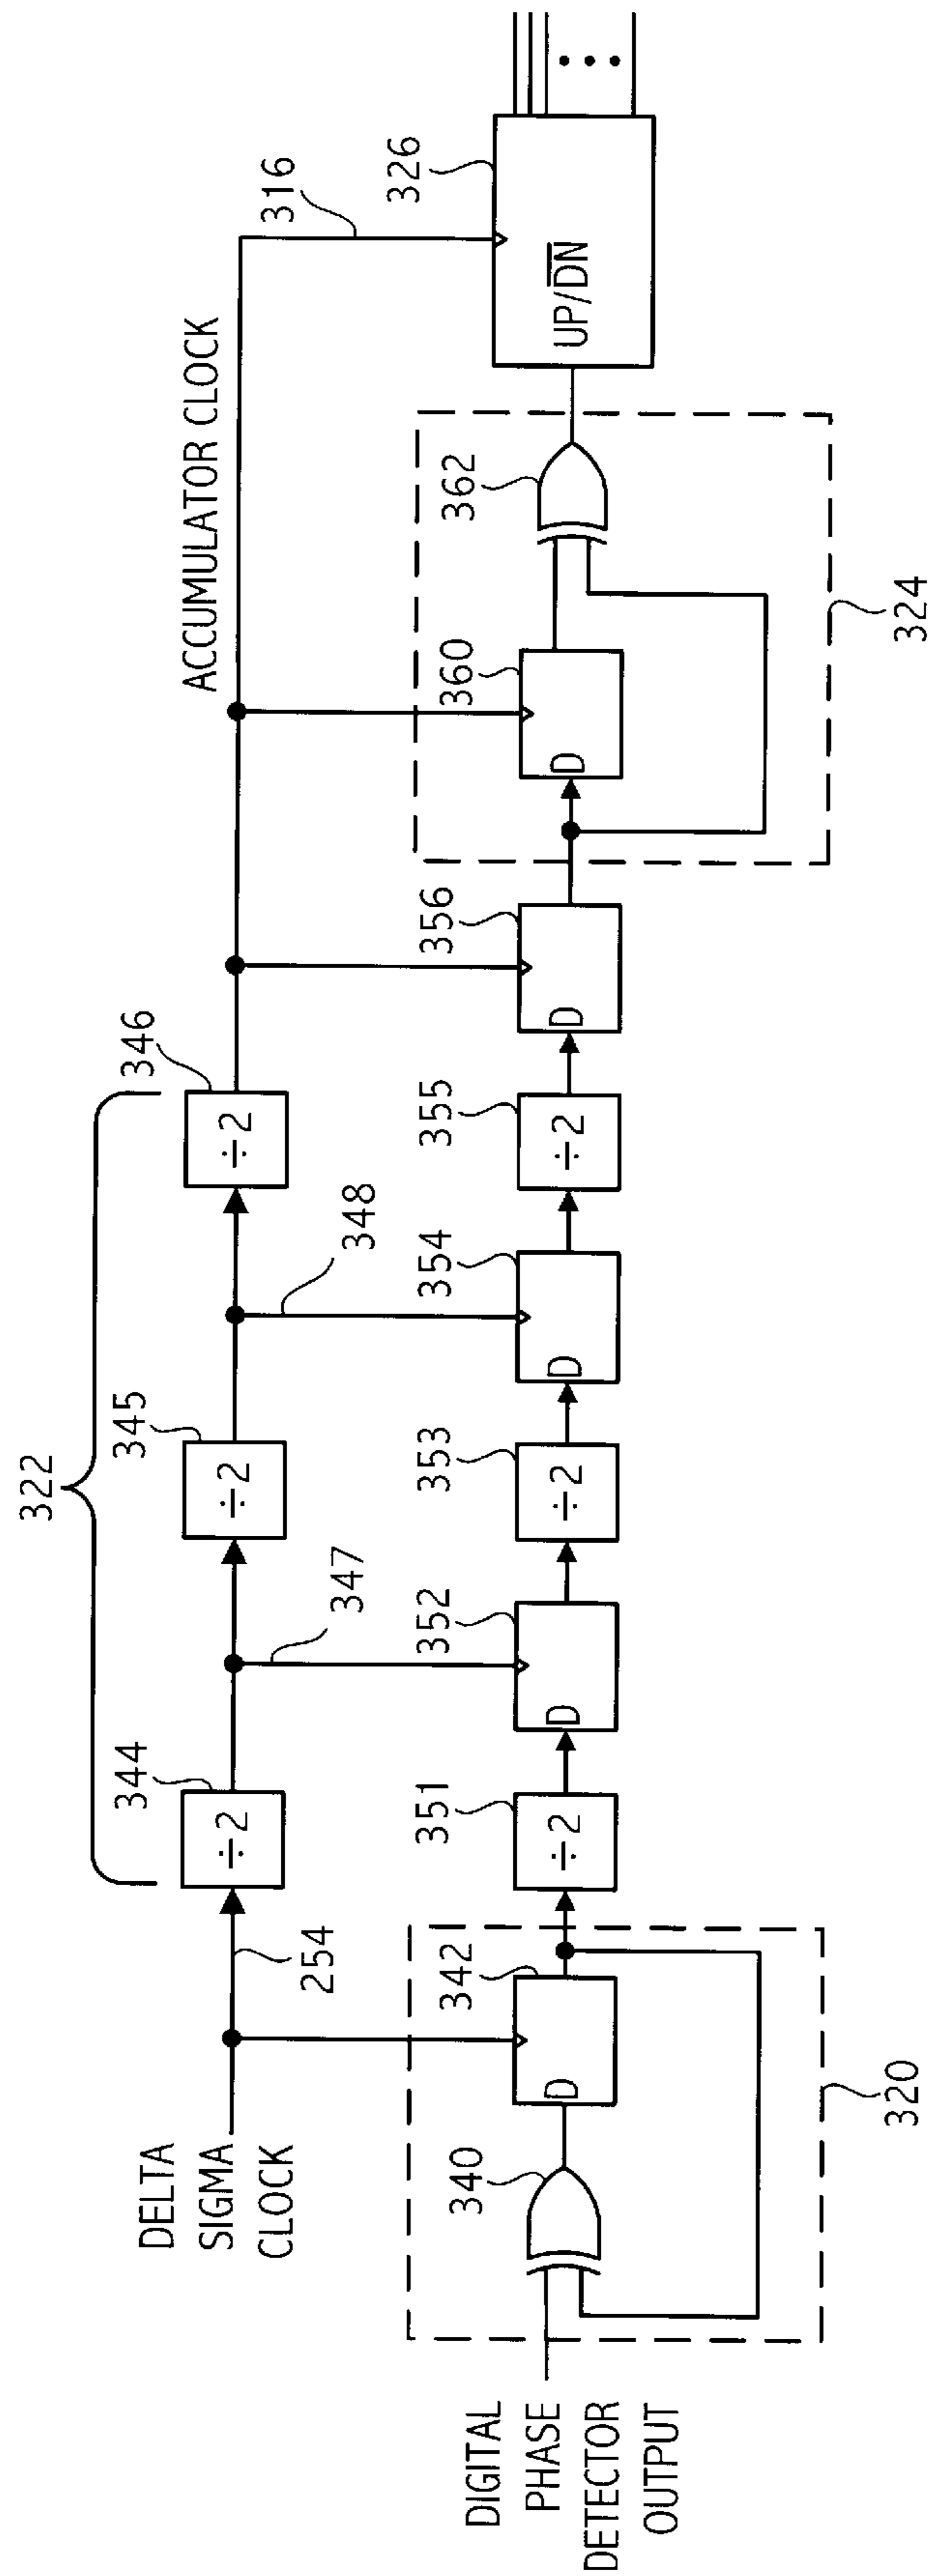 322
DELTA
SIGMA
CLOCK
254
344
÷2
347
345
÷2
348
346
÷2
ACCUMULATOR CLOCK
316
DIGITAL
PHASE
DETECTOR
OUTPUT
340
342
D
320
351
÷2
352
D
353
÷2
354
D
355
÷2
356
D
360
D
362
324
326
UP/D̅N̅